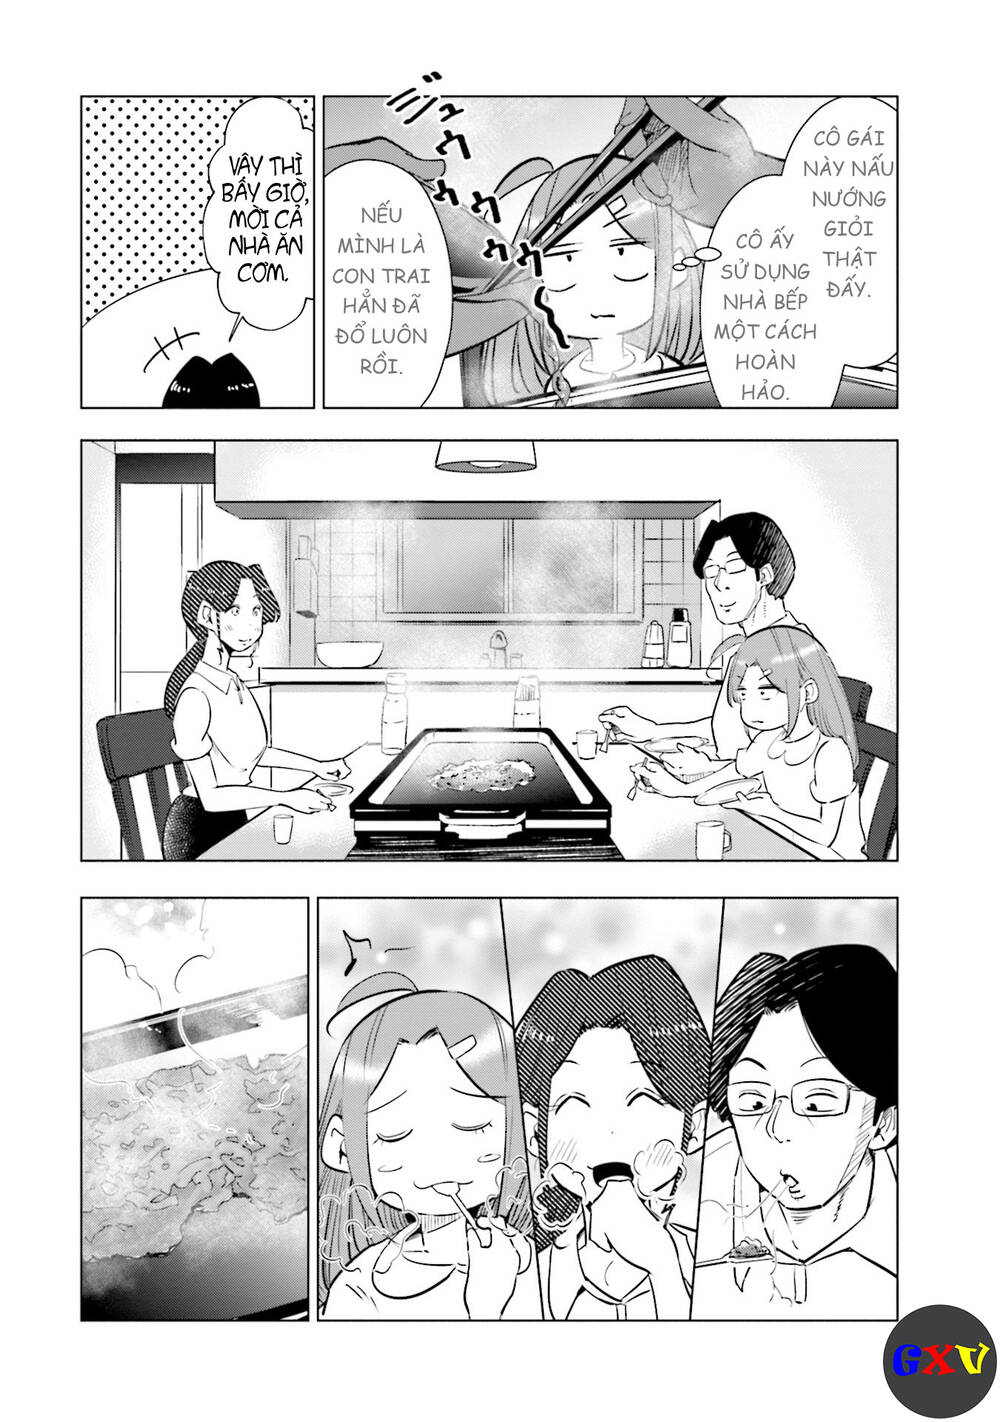 CÔ GÁI
NÀY NẤU
NƯỚNG
GIỎI
THẬT
ĐẤY.
CÔ ẤY
SỬ DỤNG
NHÀ BẾP
MỘT CÁCH
HOÀN
HẢO.
NẾU
MÌNH LÀ
CON TRAI
HẲN ĐÃ
ĐỔ LUÔN
RỒI.
ジュウ
ウウウ
VÂY THÌ
BẤY GIỜ,
MỜI CẢ
NHÀ ĂN
CƠM.
GXV